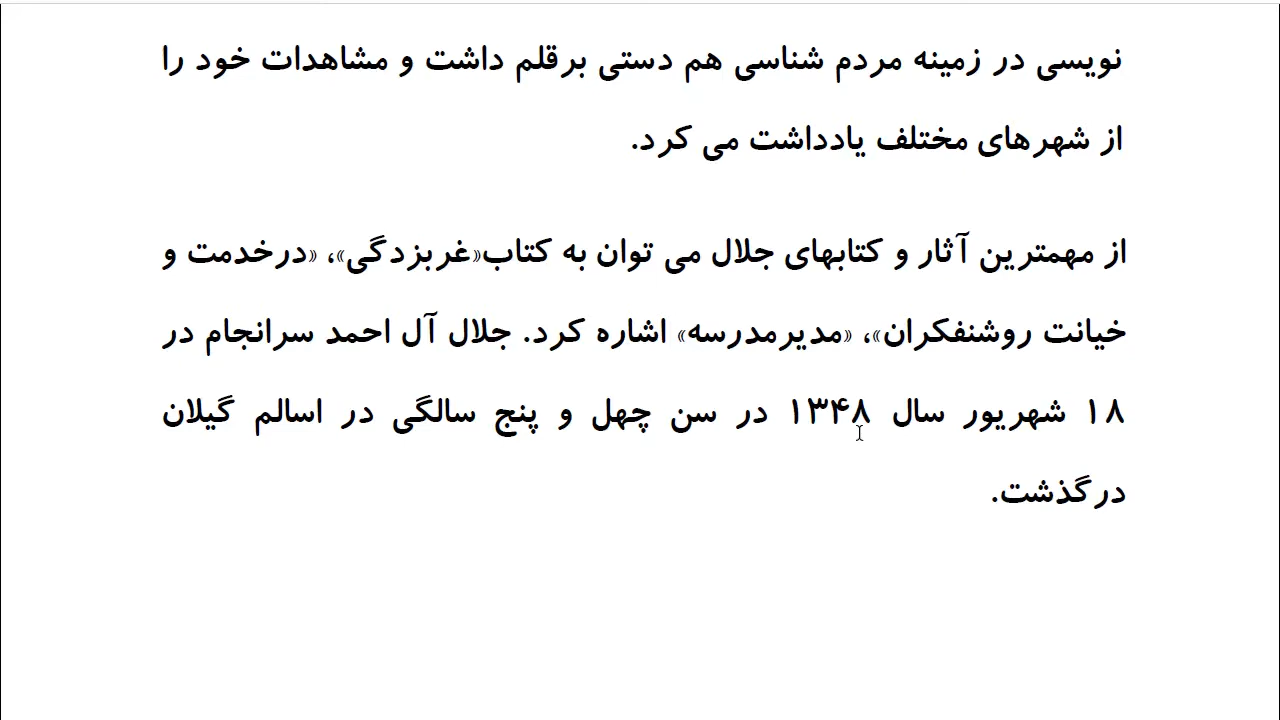 نویسی در زمینه مردم شناسی هم دستی برقلم داشت و مشاهدات خود را
از شهرهای مختلف یادداشت می کرد.
از مهمترین آثار و کتابهای جلال می توان به کتاب«غربزدگی»، «درخدمت و
خیانت روشنفکران»، «مدیرمدرسه» اشاره کرد. جلال آل احمد سرانجام در
۱۸ شهریور سال ۱۳۴۸ در سن چهل و پنج سالگی در اسالم گیلان
درگذشت.